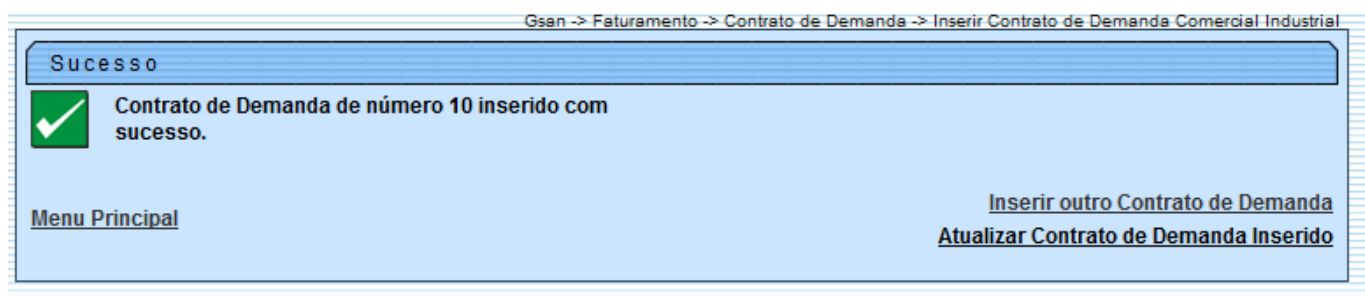 Gsan -> Faturamento -> Contrato de Demanda -> Inserir Contrato de Demanda Comercial Industrial
Sucesso
Contrato de Demanda de número 10 inserido com
sucesso.
Inserir outro Contrato de Demanda
Menu Principal
Atualizar Contrato de Demanda Inserido